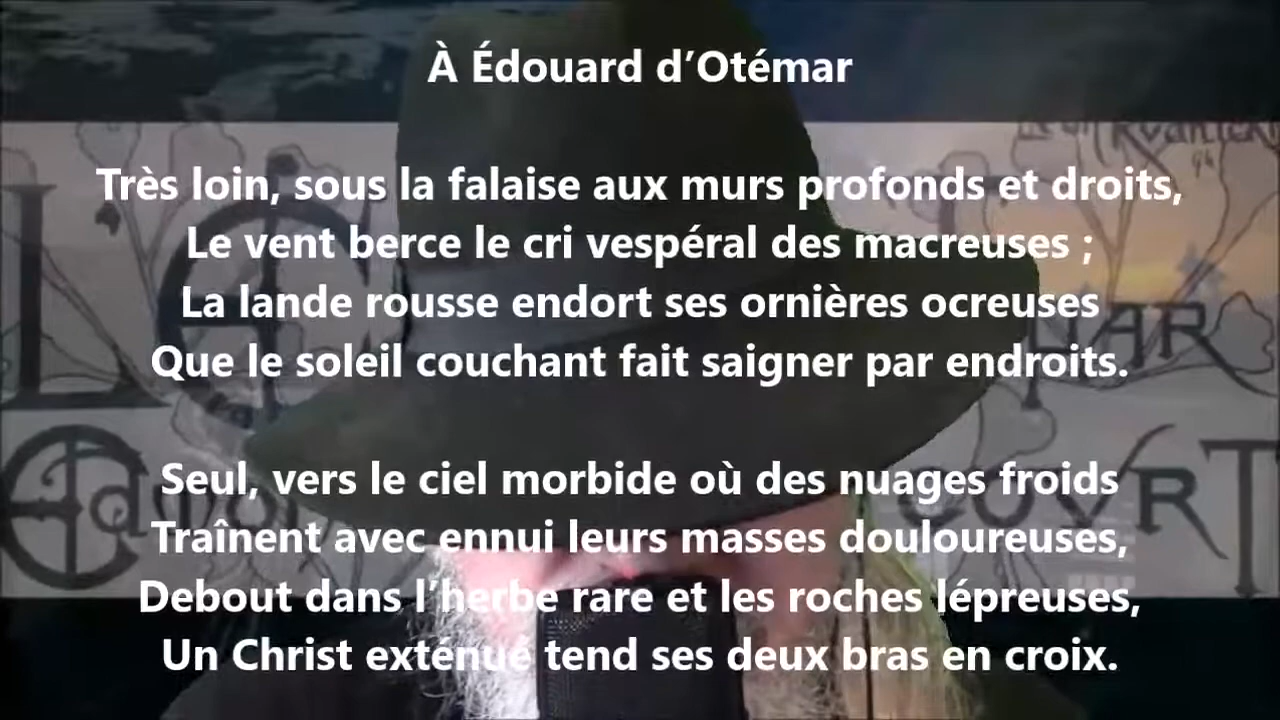 À Édouard d’Otémar
Très loin, sous la falaise aux murs profonds et droits,
Le vent berce le cri vespéral des macreuses ;
La lande rousse endort ses ornières ocreuses
Que le soleil couchant fait saigner par endroits.
Seul, vers le ciel morbide où des nuages froids
Traînent avec ennui leurs masses douloureuses,
Debout dans l’herbe rare et les roches lépreuses,
Un Christ exténué tend ses deux bras en croix.